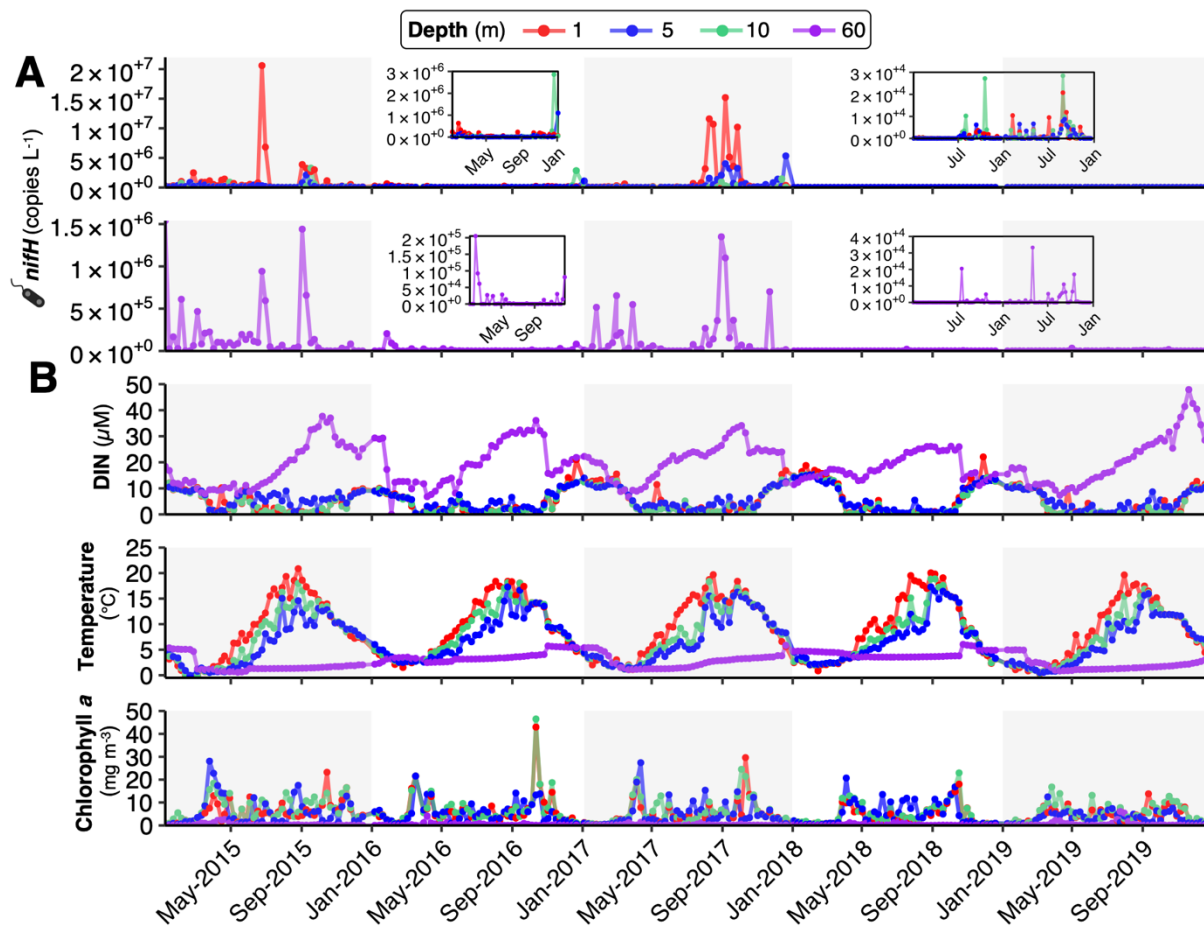 Depth (m) 1 5 10 60
A
nifH (copies L-1)
2 × 10+7
1.5 × 10+7
1 × 10+7
5 × 10+6
0 × 10+0
3 × 10+6
2 × 10+6
1 × 10+6
0 × 10+0
May Sep Jan
3 × 10+4
2 × 10+4
1 × 10+4
0 × 10+0
Jul Jan Jul Jan
1.5 × 10+6
1 × 10+6
5 × 10+5
0 × 10+0
2 × 10+5
2 × 10+5
1 × 10+5
5 × 10+4
0 × 10+0
May Sep
4 × 10+4
3 × 10+4
2 × 10+4
1 × 10+4
0 × 10+0
Jul Jan Jul Jan
B
DIN (µM)
50
40
30
20
10
0
Temperature
(°C)
25
20
15
10
5
0
Chlorophyll a
(mg m-3)
50
40
30
20
10
0
May-2015 Sep-2015 Jan-2016 May-2016 Sep-2016 Jan-2017 May-2017 Sep-2017 Jan-2018 May-2018 Sep-2018 Jan-2019 May-2019 Sep-2019